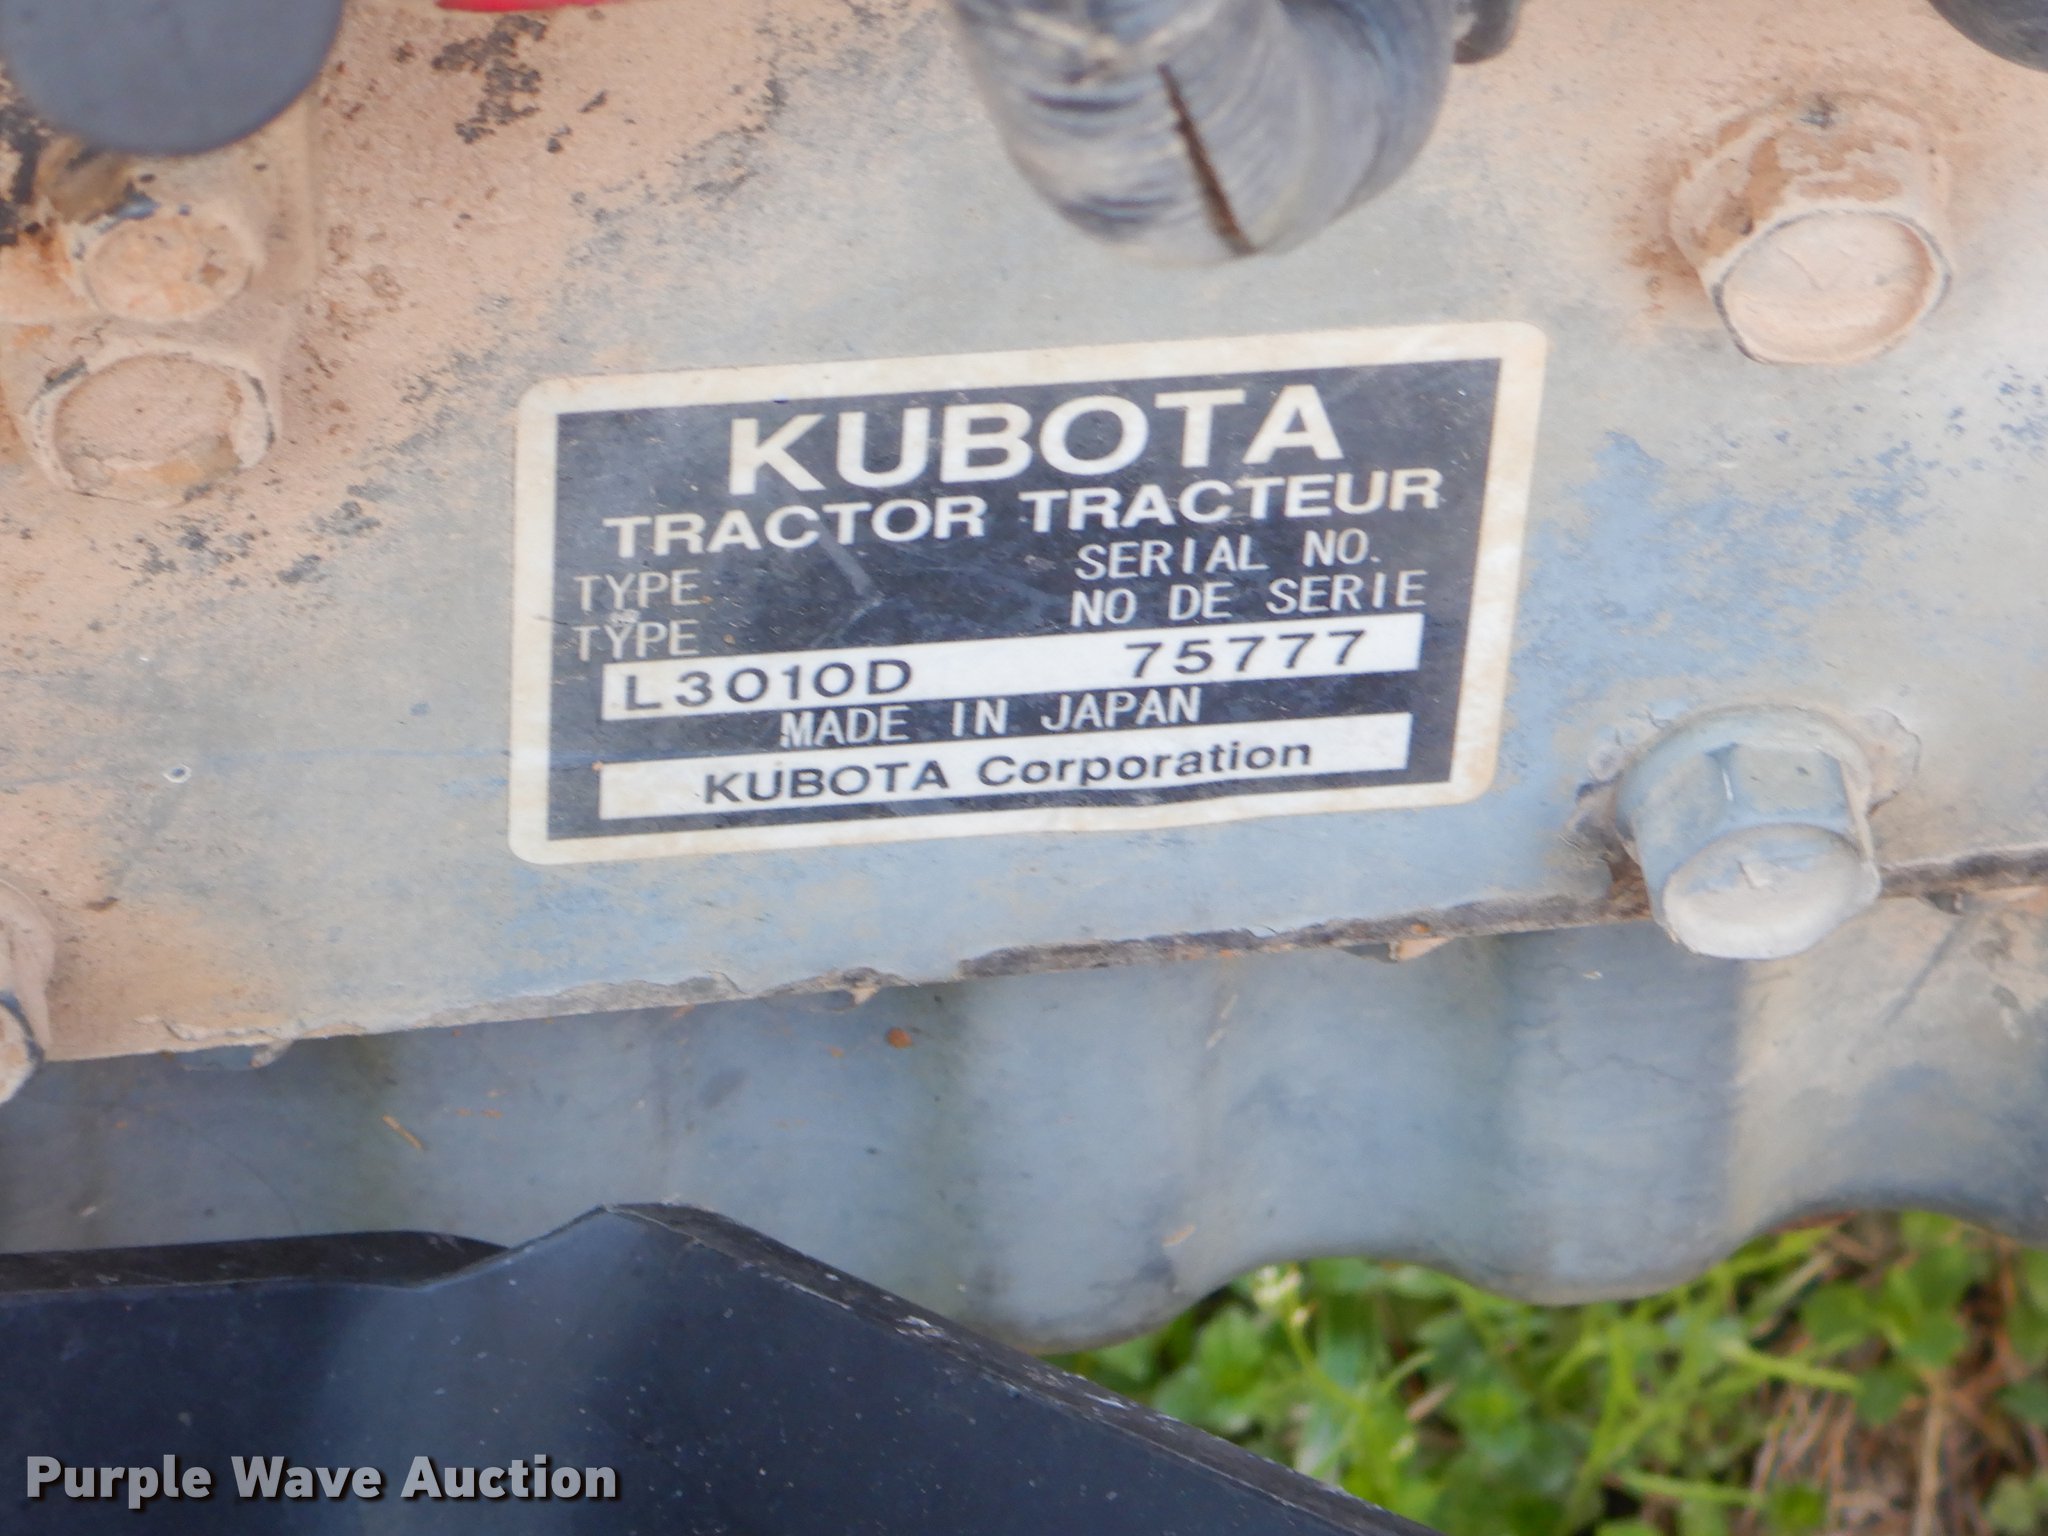 KUBOTA
TRACTOR TRACTEUR
TYPE SERIAL NO.
TYPE NO DE SERIE
L3010D 75777
MADE IN JAPAN
KUBOTA Corporation
Purple Wave Auction